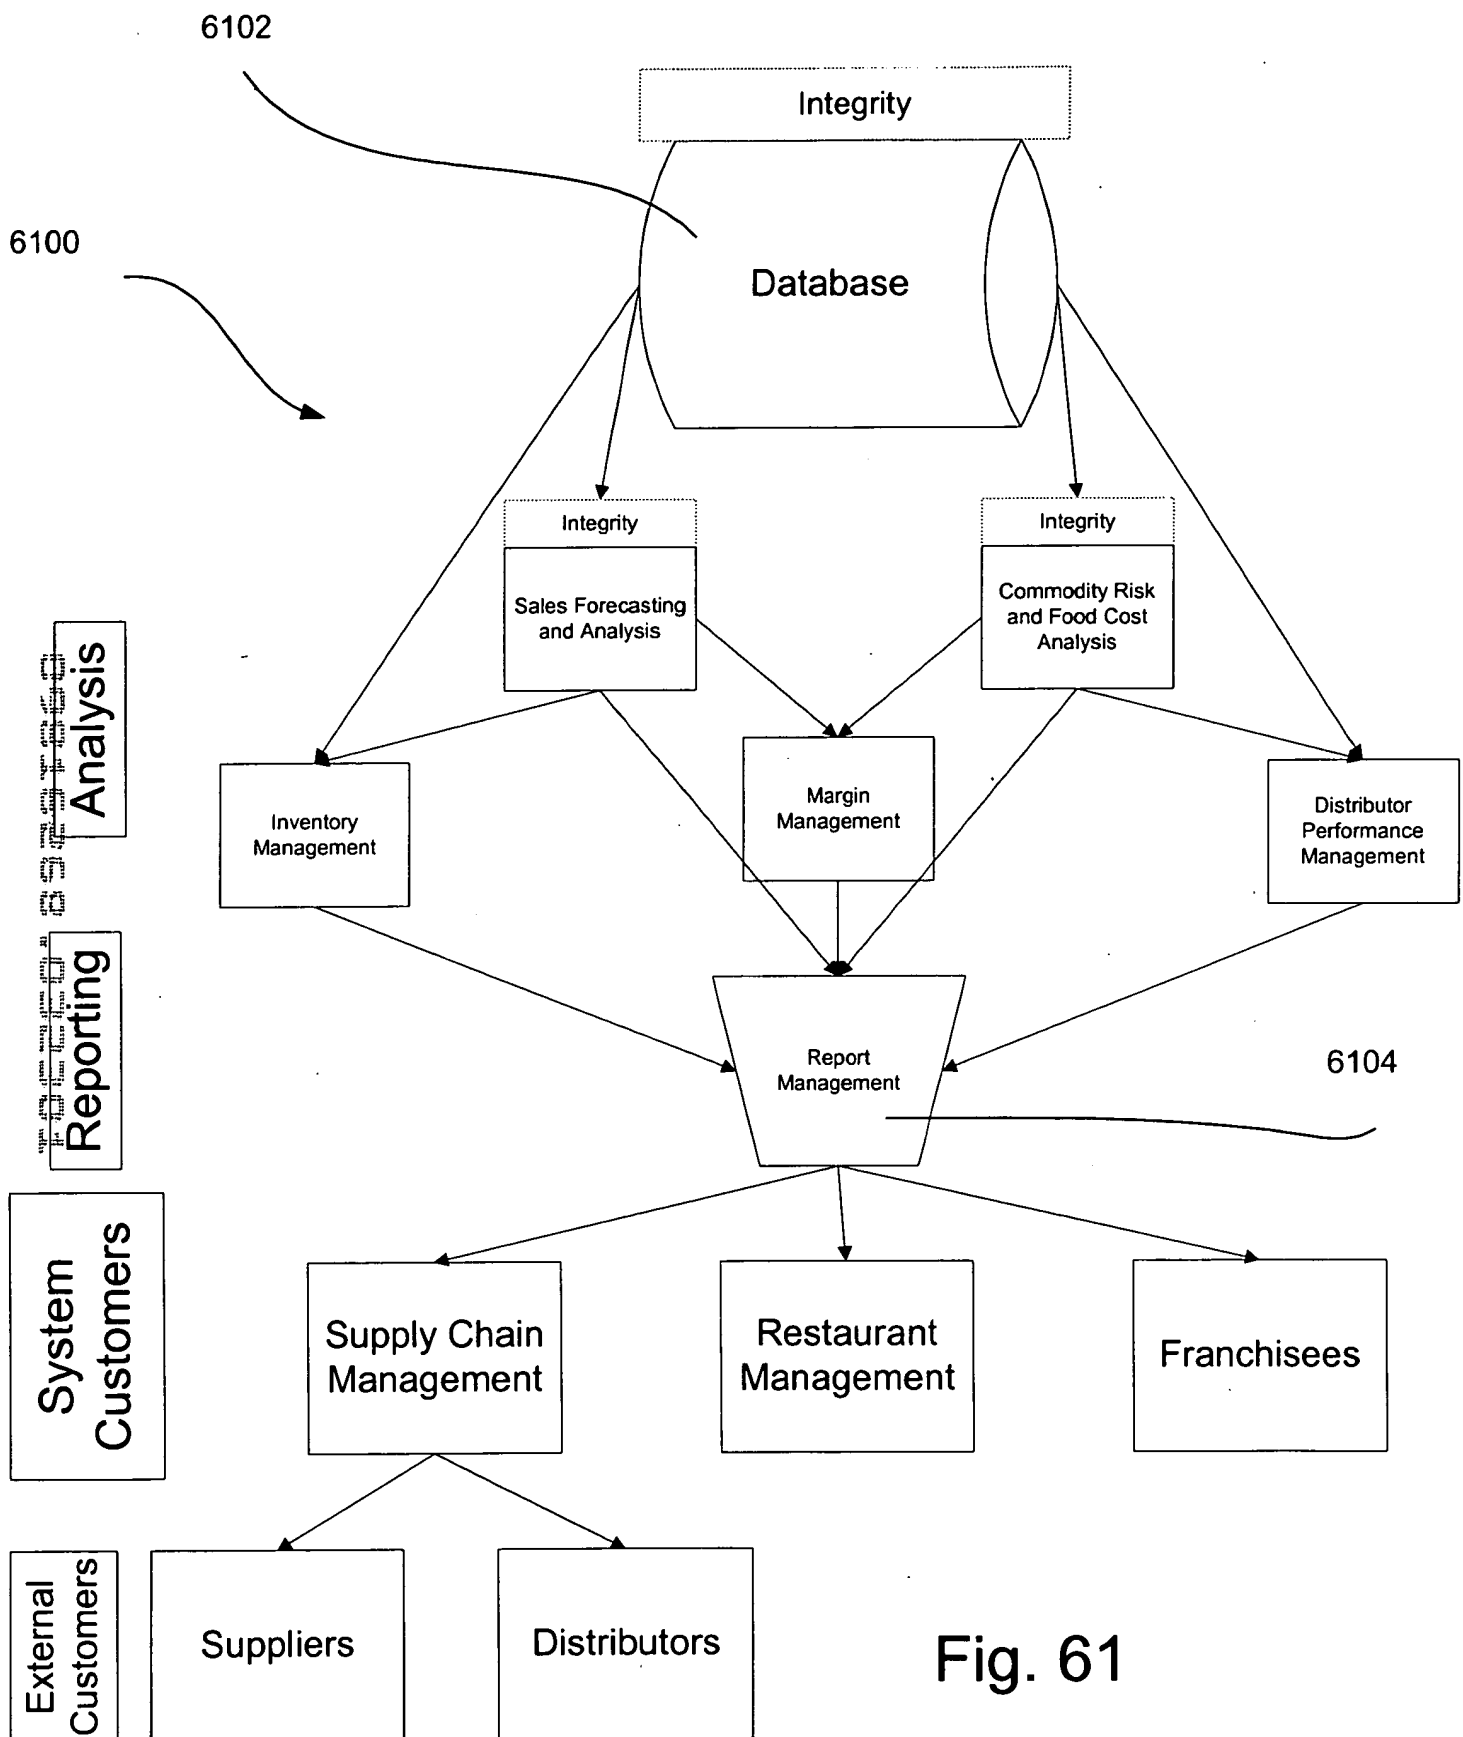 6102
Integrity
6100
Database
Integrity
Integrity
Sales Forecasting
and Analysis
Commodity Risk
and Food Cost
Analysis
Analysis
Inventory
Management
Margin
Management
Distributor
Performance
Management
Reporting
Report
Management
6104
System
Customers
Supply Chain
Management
Restaurant
Management
Franchisees
External
Customers
Suppliers
Distributors
Fig. 61